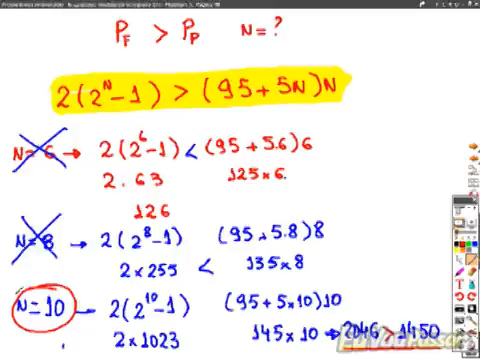 P_F > P_P N=?
2(2^N-1) > (95+5N)N
N=6 → 2(2^6-1) < (95+5.6)6
2.63 125×6.
126
N=8 → 2(2^8-1) (95+5.8)8
2×255 < 135×8
N=10 – 2(2^10-1) (95+5×10)10
2×1023 145×10 → 2046 > 1450